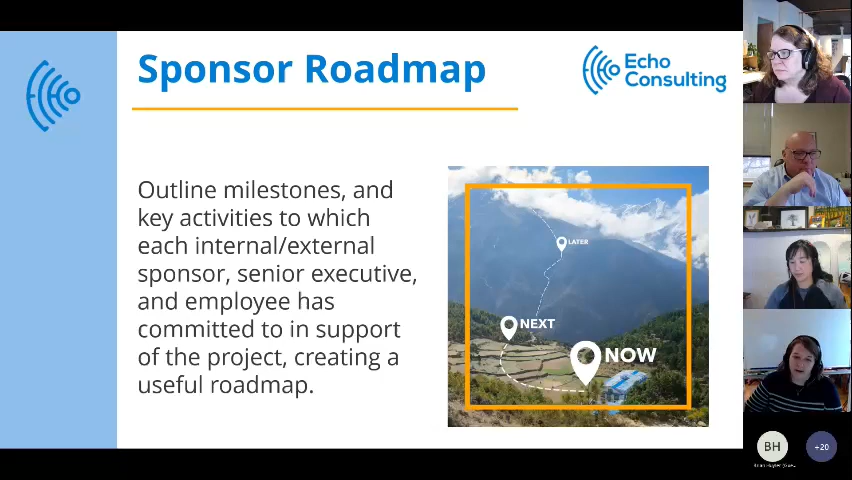 Sponsor Roadmap
Echo
Consulting
Outline milestones, and
key activities to which
each internal/external
sponsor, senior executive,
and employee has
committed to in support
of the project, creating a
useful roadmap.
LATER
NEXT
NOW
BH
+20